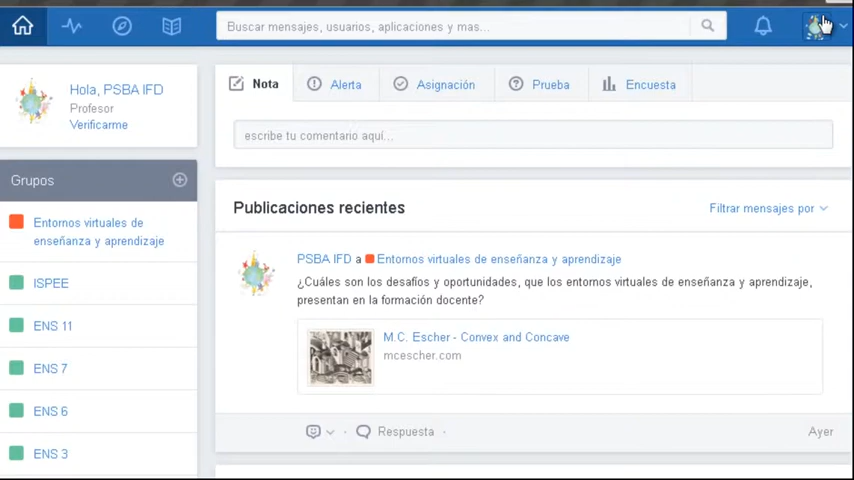 Buscar mensajes, usuarios, aplicaciones y mas...
Hola, PSBA IFD
Profesor
Verificarme
Grupos
Entornos virtuales de
enseñanza y aprendizaje
ISPEE
ENS 11
ENS 7
ENS 6
ENS 3
Nota
Alerta
Asignación
Prueba
Encuesta
escribe tu comentario aquí...
Publicaciones recientes
Filtrar mensajes por
PSBA IFD a Entornos virtuales de enseñanza y aprendizaje
¿Cuáles son los desafíos y oportunidades, que los entornos virtuales de enseñanza y aprendizaje,
presentan en la formación docente?
M.C. Escher - Convex and Concave
mcescher.com
Respuesta
Ayer